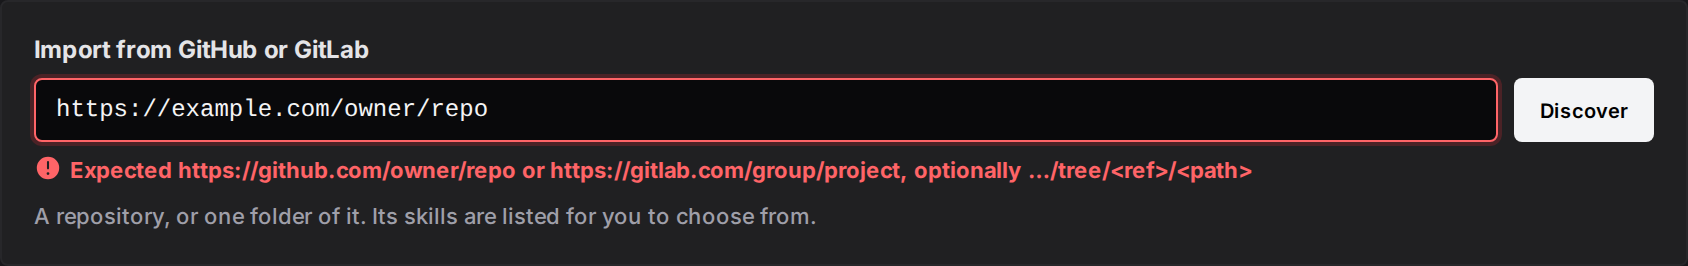 Import from GitHub or GitLab
https://example.com/owner/repo
Discover
Expected https://github.com/owner/repo or https://gitlab.com/group/project, optionally .../tree/<ref>/<path>
A repository, or one folder of it. Its skills are listed for you to choose from.